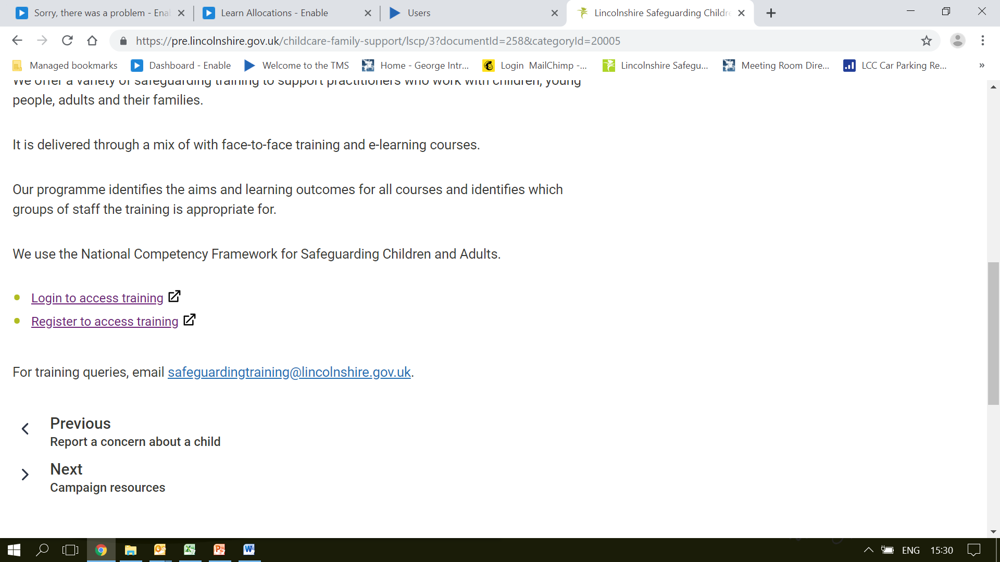 Sorry, there was a problem - Ena
Learn Allocations - Enable
Users
Lincolnshire Safeguarding Childre
https://pre.lincolnshire.gov.uk/childcare-family-support/lscp/3?documentId=258&categoryId=20005
Managed bookmarks
Dashboard - Enable
Welcome to the TMS
Home - George Intr...
Login MailChimp -...
Lincolnshire Safegu...
Meeting Room Dire...
LCC Car Parking Re...
»
We offer a variety of safeguarding training to support practitioners who work with children, young
people, adults and their families.
It is delivered through a mix of with face-to-face training and e-learning courses.
Our programme identifies the aims and learning outcomes for all courses and identifies which
groups of staff the training is appropriate for.
We use the National Competency Framework for Safeguarding Children and Adults.
Login to access training
Register to access training
For training queries, email safeguardingtraining@lincolnshire.gov.uk.
Previous
Report a concern about a child
Next
Campaign resources
ENG
15:30